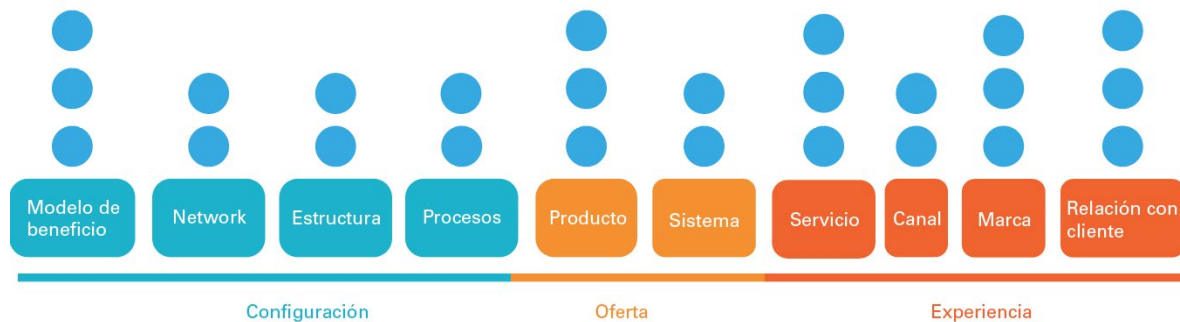 Modelo de
beneficio
Network
Estructura
Procesos
Producto
Sistema
Servicio
Canal
Marca
Relación con
cliente
Configuración
Oferta
Experiencia